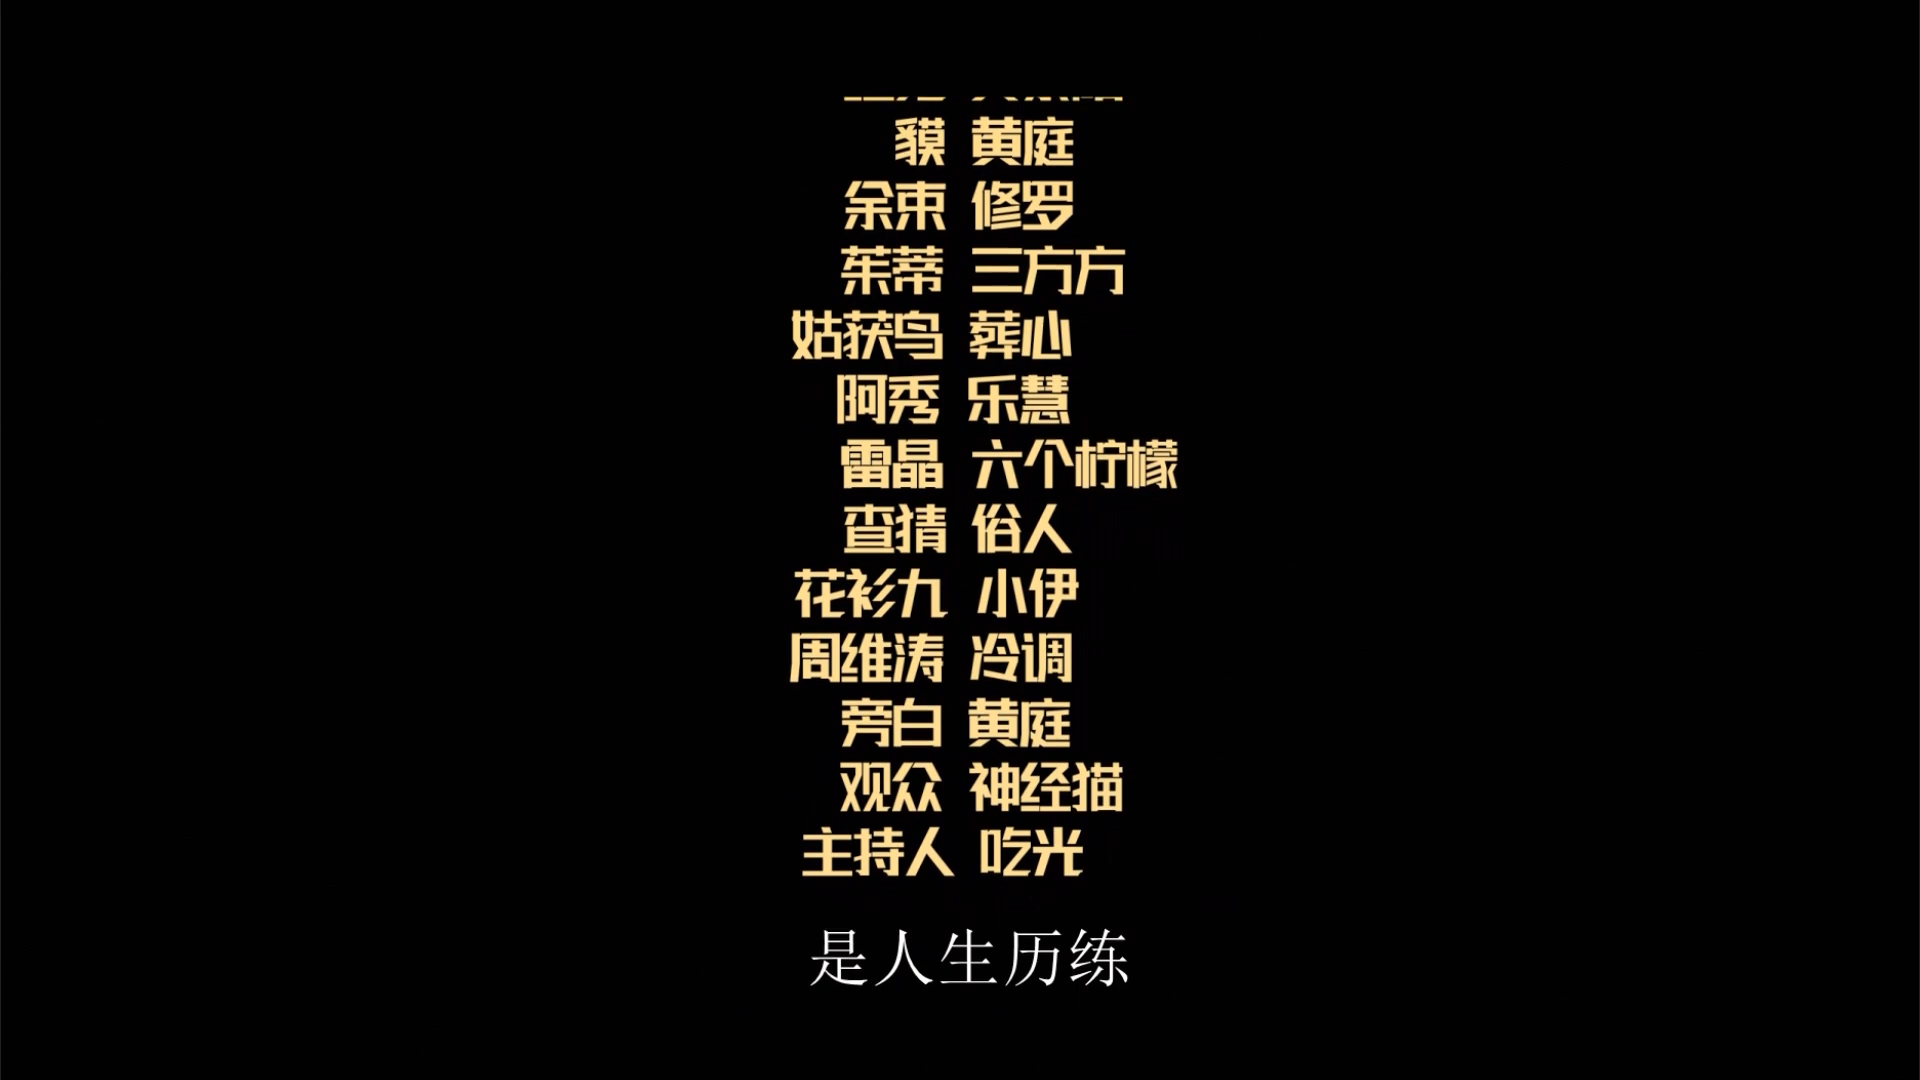 貘 黄庭
余束 修罗
茱蒂 三方方
姑获鸟 葬心
阿秀 乐慧
雷晶 六个柠檬
查猜 俗人
花衫九 小伊
周维涛 冷调
旁白 黄庭
观众 神经猫
主持人 吃光
是人生历练